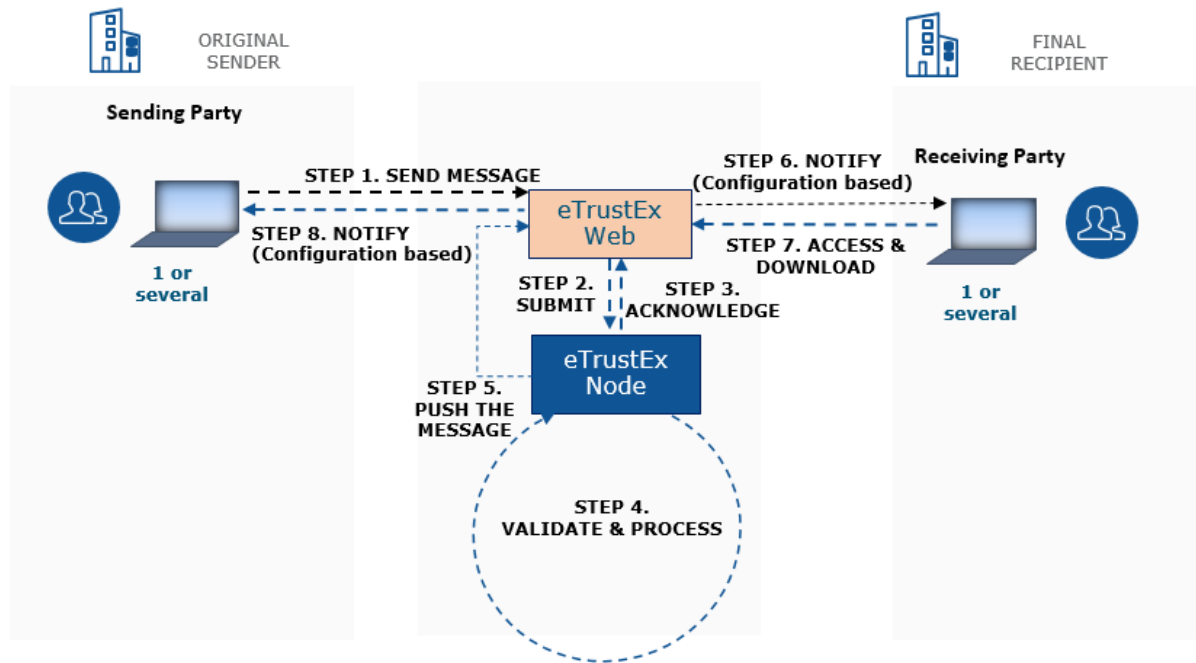 ORIGINAL
SENDER
FINAL
RECIPIENT
Sending Party
Receiving Party
STEP 1. SEND MESSAGE
STEP 6. NOTIFY
(Configuration based)
eTrustEx
Web
STEP 8. NOTIFY
(Configuration based)
STEP 7. ACCESS &
DOWNLOAD
1 or
several
1 or
several
STEP 2.
SUBMIT
STEP 3.
ACKNOWLEDGE
eTrustEx
Node
STEP 5.
PUSH THE
MESSAGE
STEP 4.
VALIDATE & PROCESS